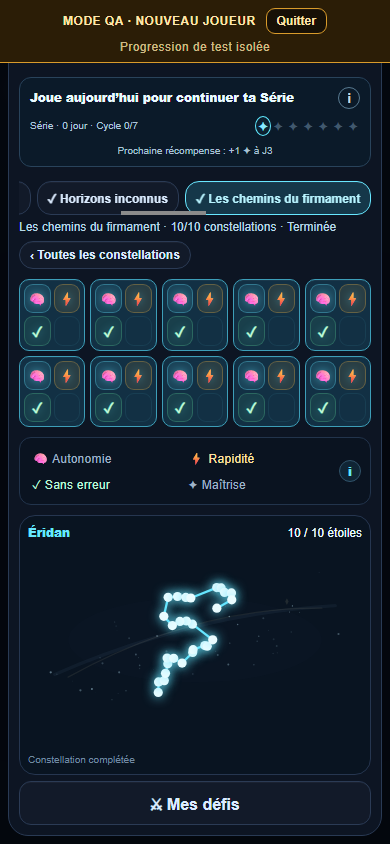 MODE QA · NOUVEAU JOUEUR Quitter
Progression de test isolée
Joue aujourd’hui pour continuer ta Série i
Série · 0 jour · Cycle 0/7
Prochaine récompense : +1 ✦ à J3
✓ Horizons inconnus ✓ Les chemins du firmament
Les chemins du firmament · 10/10 constellations · Terminée
‹ Toutes les constellations
Autonomie Rapidité i
✓ Sans erreur ✦ Maîtrise
Éridan 10 / 10 étoiles
Constellation complétée
⚔ Mes défis